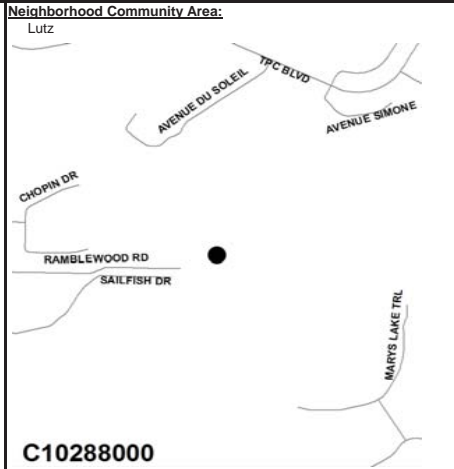 Neighborhood Community Area:
Lutz
TPC BLVD
AVENUE DU SOLEIL
AVENUE SIMONE
CHOPIN DR
RAMBLEWOOD RD
SAILFISH DR
MARYS LAKE TRL
C10288000